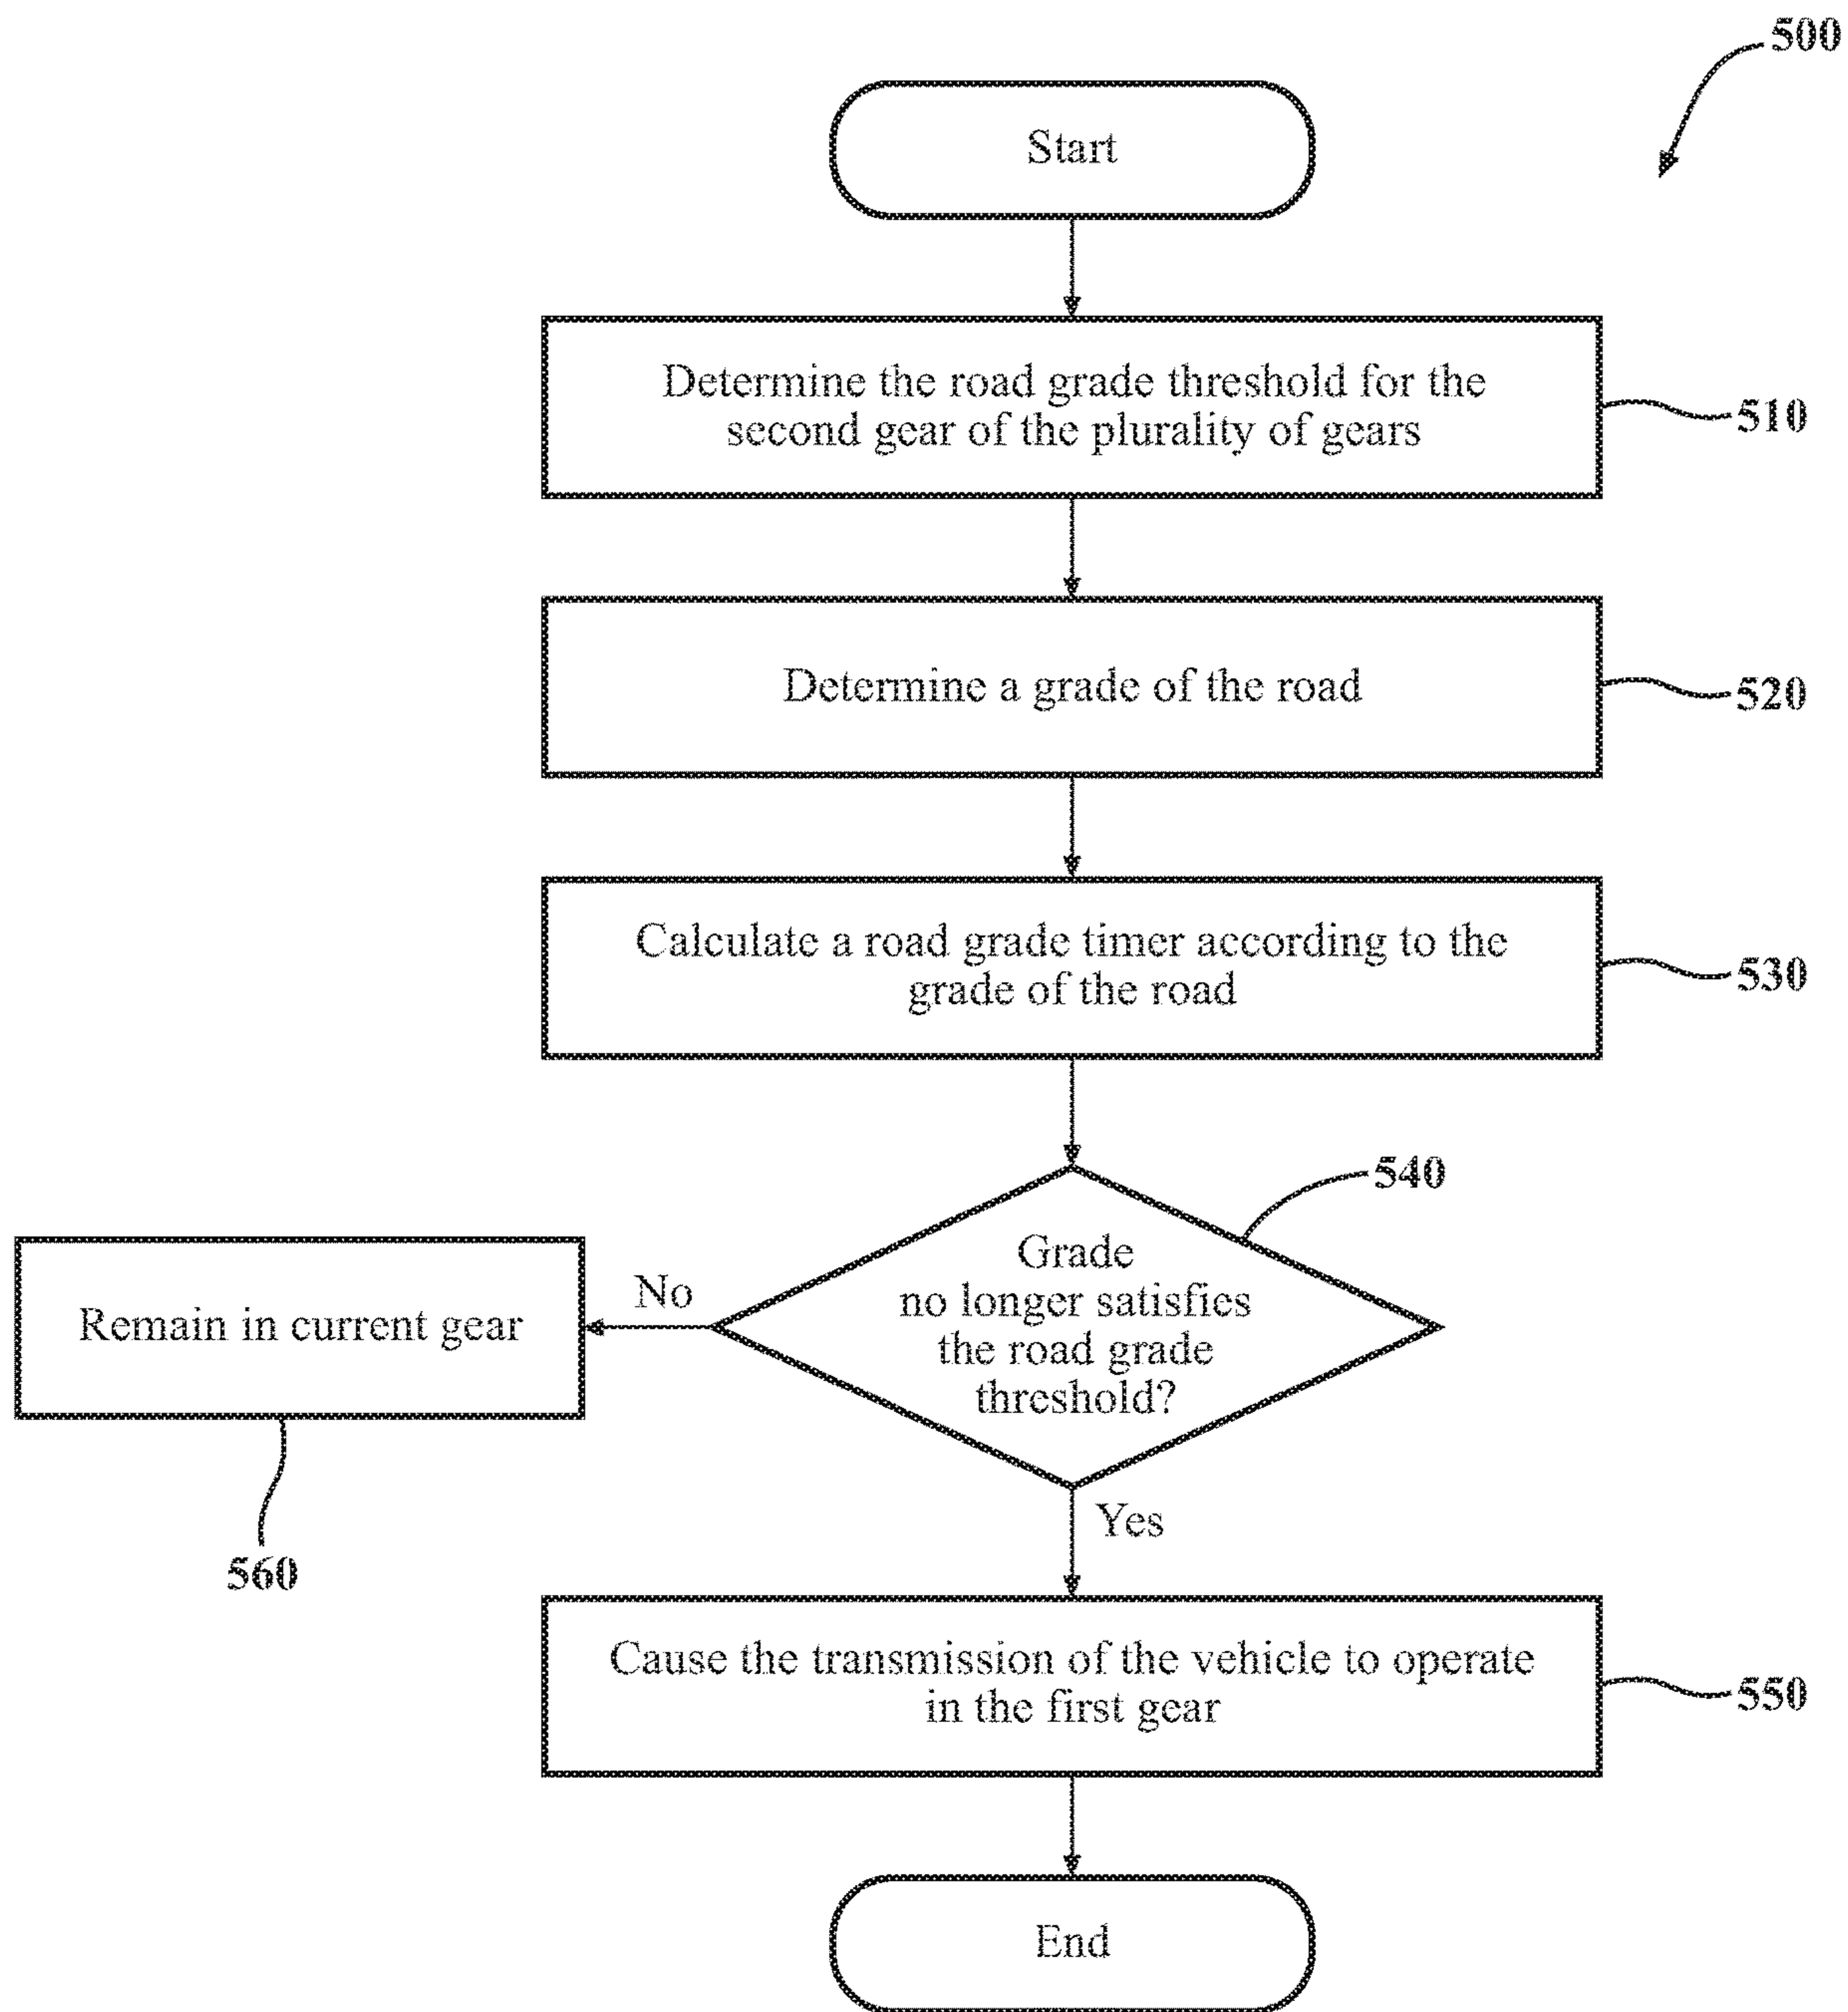 500
Start
Determine the road grade threshold for the
second gear of the plurality of gears
510
Determine a grade of the road
520
Calculate a road grade timer according to the
grade of the road
530
540
Grade
no longer satisfies
the road grade
threshold?
No
Remain in current gear
560
Yes
Cause the transmission of the vehicle to operate
in the first gear
550
End